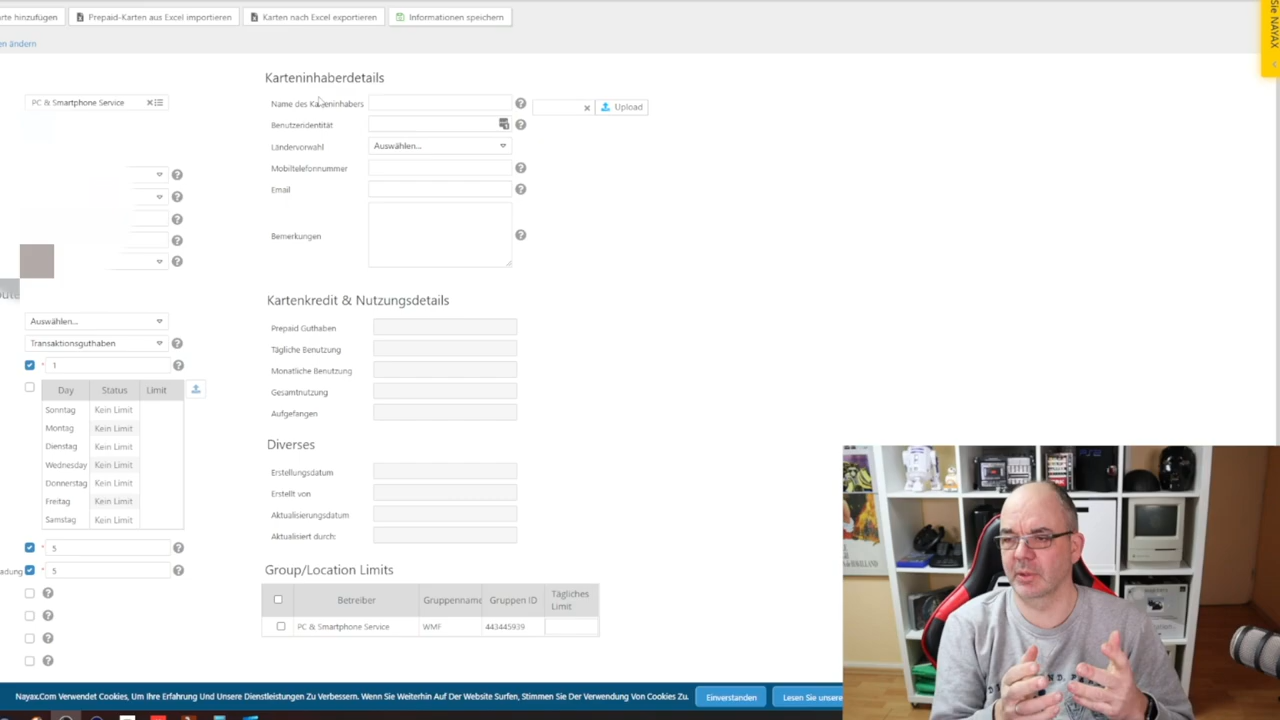 rte hinzufügen
Prepaid-Karten aus Excel importieren
Karten nach Excel exportieren
Informationen speichern
en ändern
Sie NAYAX
PC & Smartphone Service
Karteninhaberdetails
Name des Karteninhabers
Upload
Benutzeridentität
Ländervorwahl
Auswählen...
Mobiltelefonnummer
Email
Bemerkungen
Kartenkredit & Nutzungsdetails
Auswählen...
Prepaid Guthaben
Transaktionsguthaben
Tägliche Benutzung
* 1
Monatliche Benutzung
Day Status Limit
Gesamtnutzung
Sonntag Kein Limit
Aufgefangen
Montag Kein Limit
Dienstag Kein Limit
Diverses
Wednesday Kein Limit
Erstellungsdatum
Donnerstag Kein Limit
Erstellt von
Freitag Kein Limit
Aktualisierungsdatum
Samstag Kein Limit
Aktualisiert durch:
* 5
adung * 5
Group/Location Limits
Betreiber Gruppenname Gruppen ID Tägliches
Limit
PC & Smartphone Service WMF 443445939
Nayax.Com Verwendet Cookies, Um Ihre Erfahrung Und Unsere Dienstleistungen Zu Verbessern. Wenn Sie Weiterhin Auf Der Website Surfen, Stimmen Sie Der Verwendung Von Cookies Zu.
Einverstanden
Lesen Sie unsere